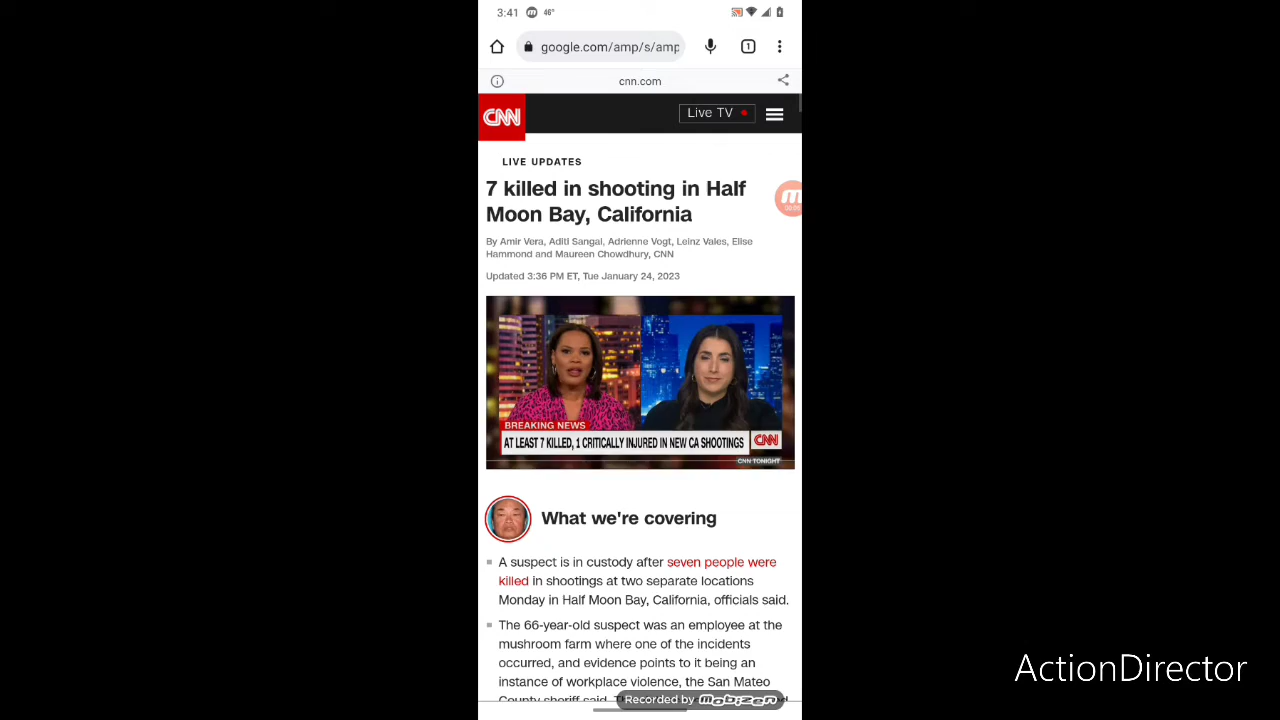 3:41 46°
google.com/amp/s/amp 1
cnn.com
CNN Live TV
LIVE UPDATES
7 killed in shooting in Half
Moon Bay, California
By Amir Vera, Aditi Sangal, Adrienne Vogt, Leinz Vales, Elise
Hammond and Maureen Chowdhury, CNN
Updated 3:36 PM ET, Tue January 24, 2023
BREAKING NEWS
AT LEAST 7 KILLED, 1 CRITICALLY INJURED IN NEW CA SHOOTINGS CNN
CNN TONIGHT
What we're covering
A suspect is in custody after seven people were
killed in shootings at two separate locations
Monday in Half Moon Bay, California, officials said.
The 66-year-old suspect was an employee at the
mushroom farm where one of the incidents
occurred, and evidence points to it being an
instance of workplace violence, the San Mateo
County sheriff said.
Recorded by Mobizen
ActionDirector